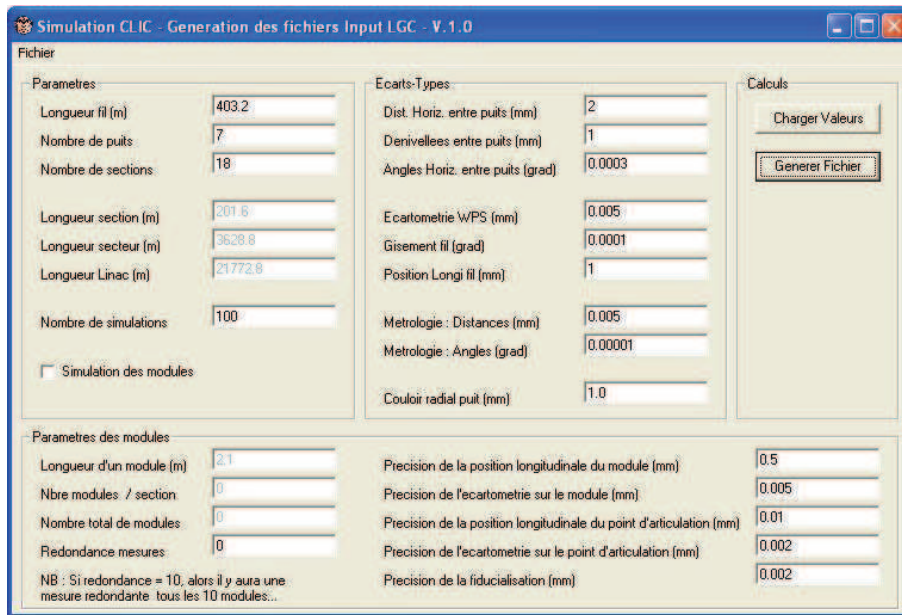 Simulation CLIC - Generation des fichiers Input LGC - V.1.0
Fichier
Parametres
Longueur fil (m) 403.2
Nombre de puits 7
Nombre de sections 18
Longueur section (m) 201.6
Longueur secteur (m) 3628.8
Longueur Linac (m) 21772.8
Nombre de simulations 100
Simulation des modules
Ecarts-Types
Dist. Horiz. entre puits (mm) 2
Denivellees entre puits (mm) 1
Angles Horiz. entre puits (grad) 0.0003
Ecartometrie WPS (mm) 0.005
Gisement fil (grad) 0.0001
Position Longi fil (mm) 1
Metrologie : Distances (mm) 0.005
Metrologie : Angles (grad) 0.00001
Couloir radial puit (mm) 1.0
Calculs
Charger Valeurs
Generer Fichier
Parametres des modules
Longueur d'un module (m) 2.1
Nbre modules / section 0
Nombre total de modules 0
Redondance mesures 0
NB : Si redondance = 10, alors il y aura une
mesure redondante tous les 10 modules...
Precision de la position longitudinale du module (mm) 0.5
Precision de l'ecartometrie sur le module (mm) 0.005
Precision de la position longitudinale du point d'articulation (mm) 0.01
Precision de l'ecartometrie sur le point d'articulation (mm) 0.002
Precision de la fiducialisation (mm) 0.002